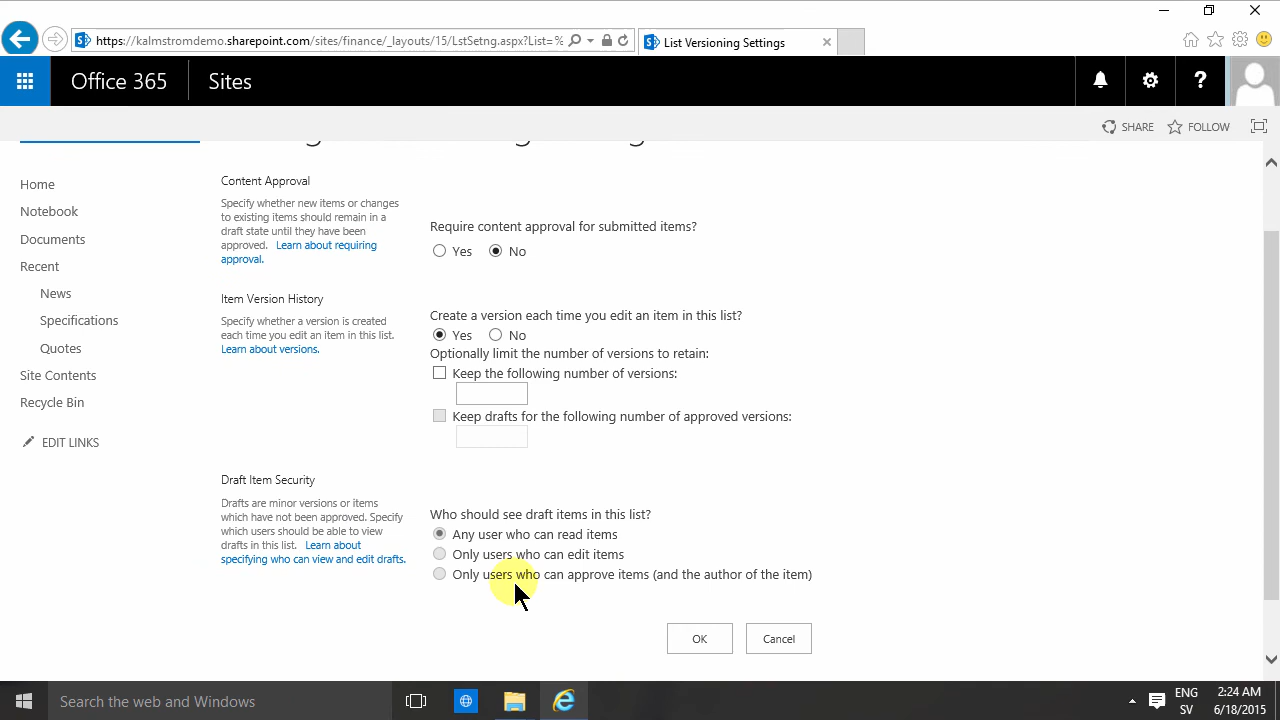 https://kalmstromdemo.sharepoint.com/sites/finance/_layouts/15/LstSetng.aspx?List=%
List Versioning Settings
Office 365
Sites
?
SHARE
FOLLOW
Home
Notebook
Documents
Recent
News
Specifications
Quotes
Site Contents
Recycle Bin
EDIT LINKS
Content Approval
Specify whether new items or changes
to existing items should remain in a
draft state until they have been
approved. Learn about requiring
approval.
Require content approval for submitted items?
Yes No
Item Version History
Specify whether a version is created
each time you edit an item in this list.
Learn about versions.
Create a version each time you edit an item in this list?
Yes No
Optionally limit the number of versions to retain:
Keep the following number of versions:
Keep drafts for the following number of approved versions:
Draft Item Security
Drafts are minor versions or items
which have not been approved. Specify
which users should be able to view
drafts in this list. Learn about
specifying who can view and edit drafts.
Who should see draft items in this list?
Any user who can read items
Only users who can edit items
Only users who can approve items (and the author of the item)
OK
Cancel
Search the web and Windows
ENG
SV
2:24 AM
6/18/2015